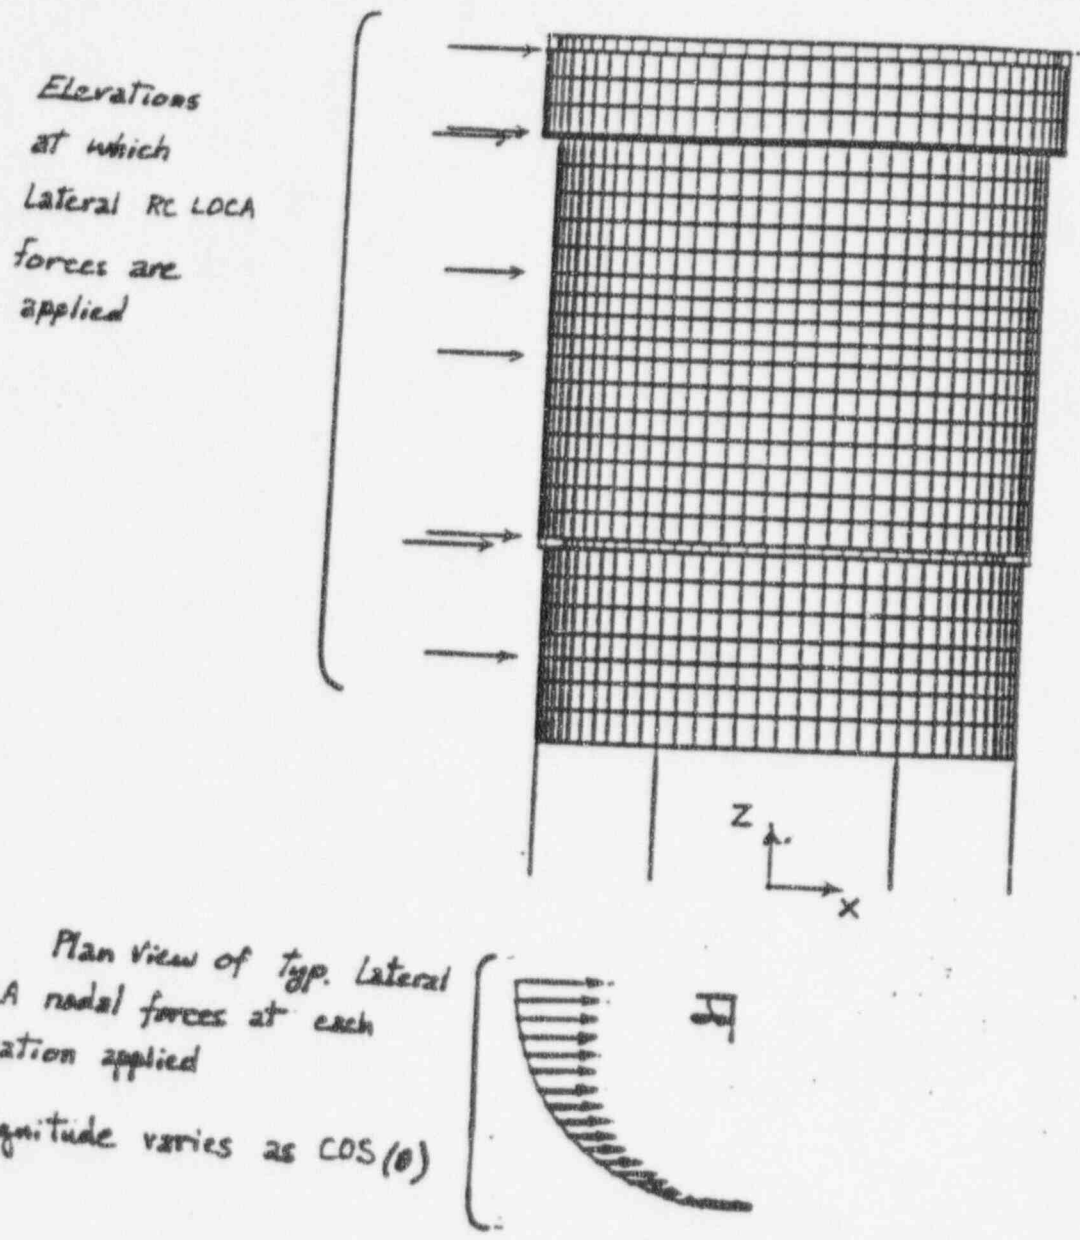 Elevations
at which
Lateral RC LOCA
forces are
applied
Z
X
Plan View of Typ. Lateral
A nodal forces at each
ation applied
gnitude varies as COS(θ)